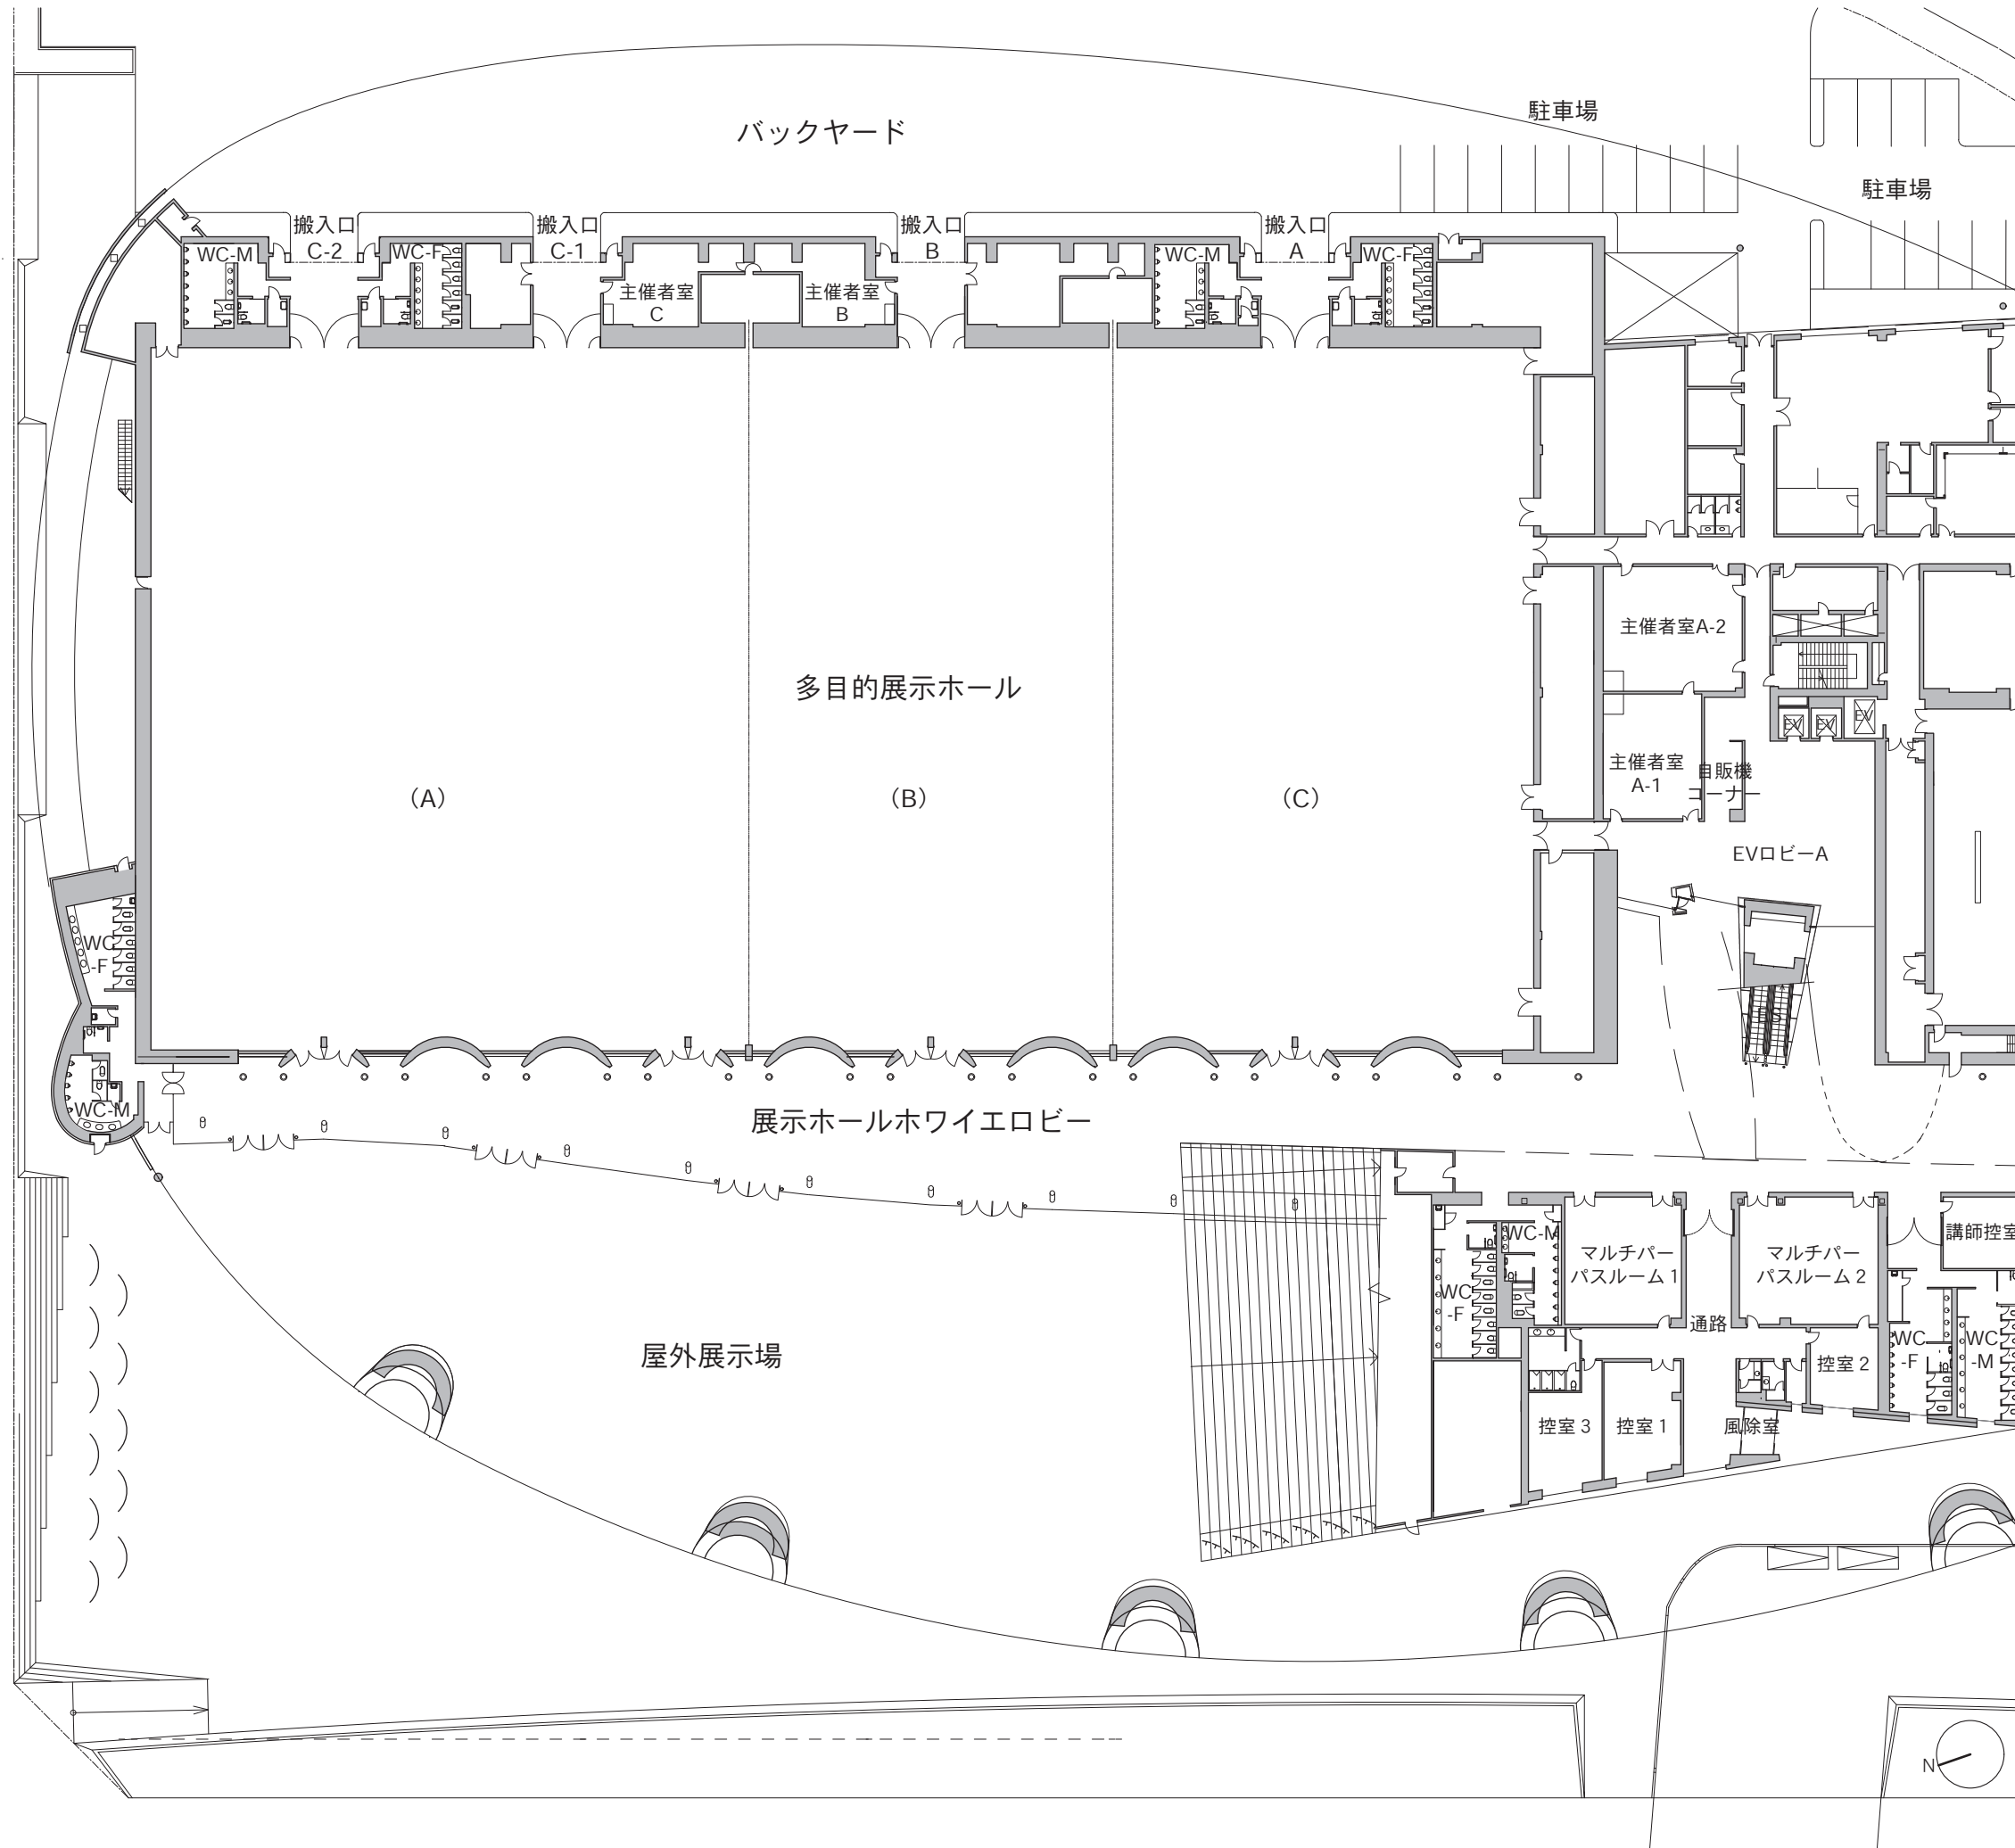 駐車場
バックヤード
駐車場
搬入口
C-2
搬入口
C-1
搬入口
B
搬入口
A
WC-M
WC-F
WC-M
WC-F
主催者室
C
主催者室
B
主催者室A-2
多目的展示ホール
EV
EV
EV
主催者室
A-1
自販機
コーナー
（A）
（B）
（C）
EVロビーA
WC
-F
WC-M
展示ホールホワイエロビー
WC-M
マルチパー
パスルーム1
マルチパー
パスルーム2
講師控室
WC
-F
通路
屋外展示場
控室2
WC
-F
WC
-M
控室3
控室1
風除室
N